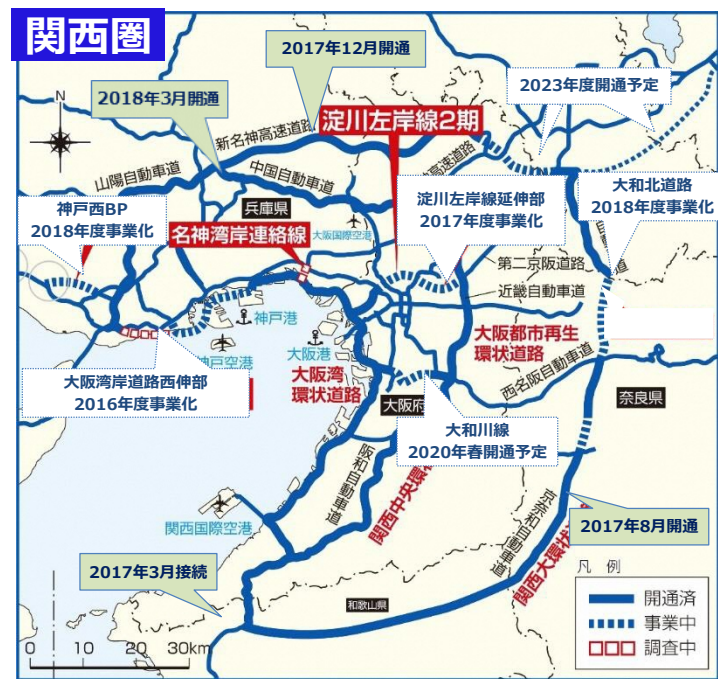 関西圏
2017年12月開通
2018年3月開通
2023年度開通予定
N
新名神高速道路
淀川左岸線2期
高速道路
山陽自動車道
中国自動車道
兵庫県
神戸西BP
2018年度事業化
名神湾岸連絡線
大阪国際空港
淀川左岸線延伸部
2017年度事業化
大和北道路
2018年度事業化
第二京阪道路
近畿自動車道
神戸港
大阪港
神戸空港
大阪都市再生
環状道路
大阪湾
環状道路
西名阪自動車道
大阪湾岸道路西伸部
2016年度事業化
大阪府
奈良県
大和川線
2020年春開通予定
阪和自動車道
関西中央環
関西国際空港
京奈和自動車道
関西大環状
2017年8月開通
2017年3月接続
和歌山県
凡 例
開通済
事業中
調査中
0 10 20 30km